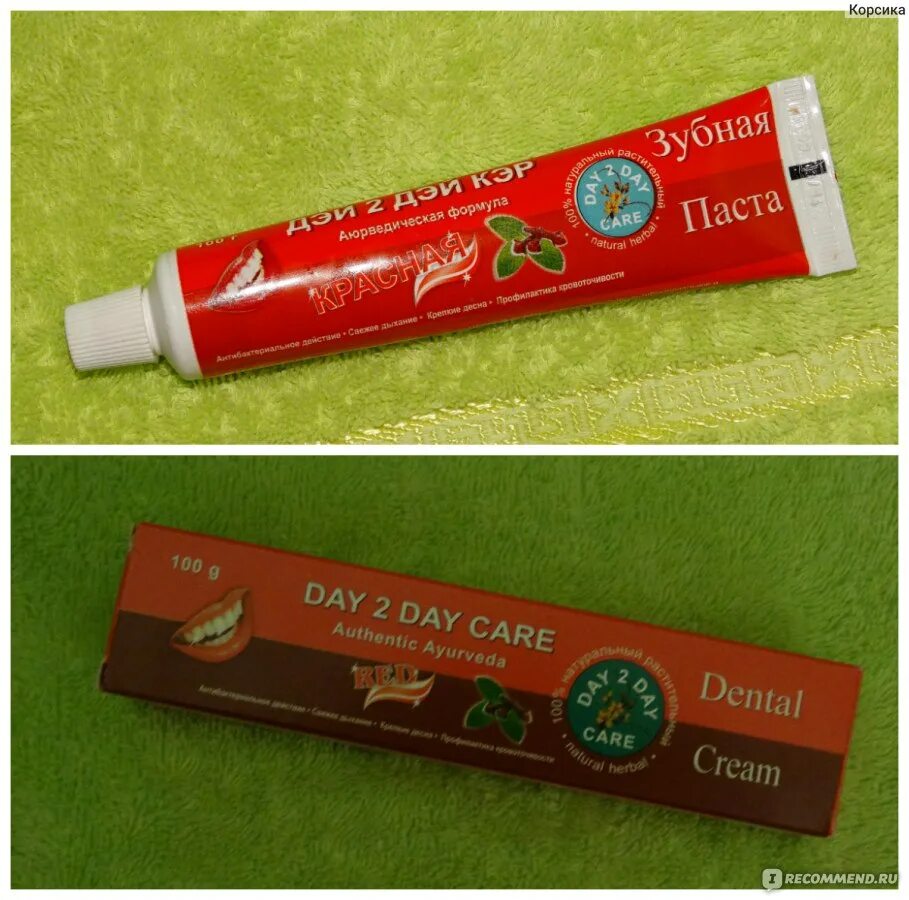 Корсика
Зубная
Паста
ДЭЙ 2 ДЭЙ КЭР
Аюрведическая формула
КРАСНАЯ
100% натуральный растительный
DAY 2 DAY
CARE
• natural herbal •
Антибактериальное действие • Свежее дыхание • Крепкие десна • Профилактика кровоточивости
100 g
DAY 2 DAY CARE
Authentic Ayurveda
RED
Антибактериальное действие • Свежее дыхание • Крепкие десна • Профилактика кровоточивости
100% натуральный растительный
DAY 2 DAY
CARE
• natural herbal •
Dental
Cream
IRECOMMEND.RU